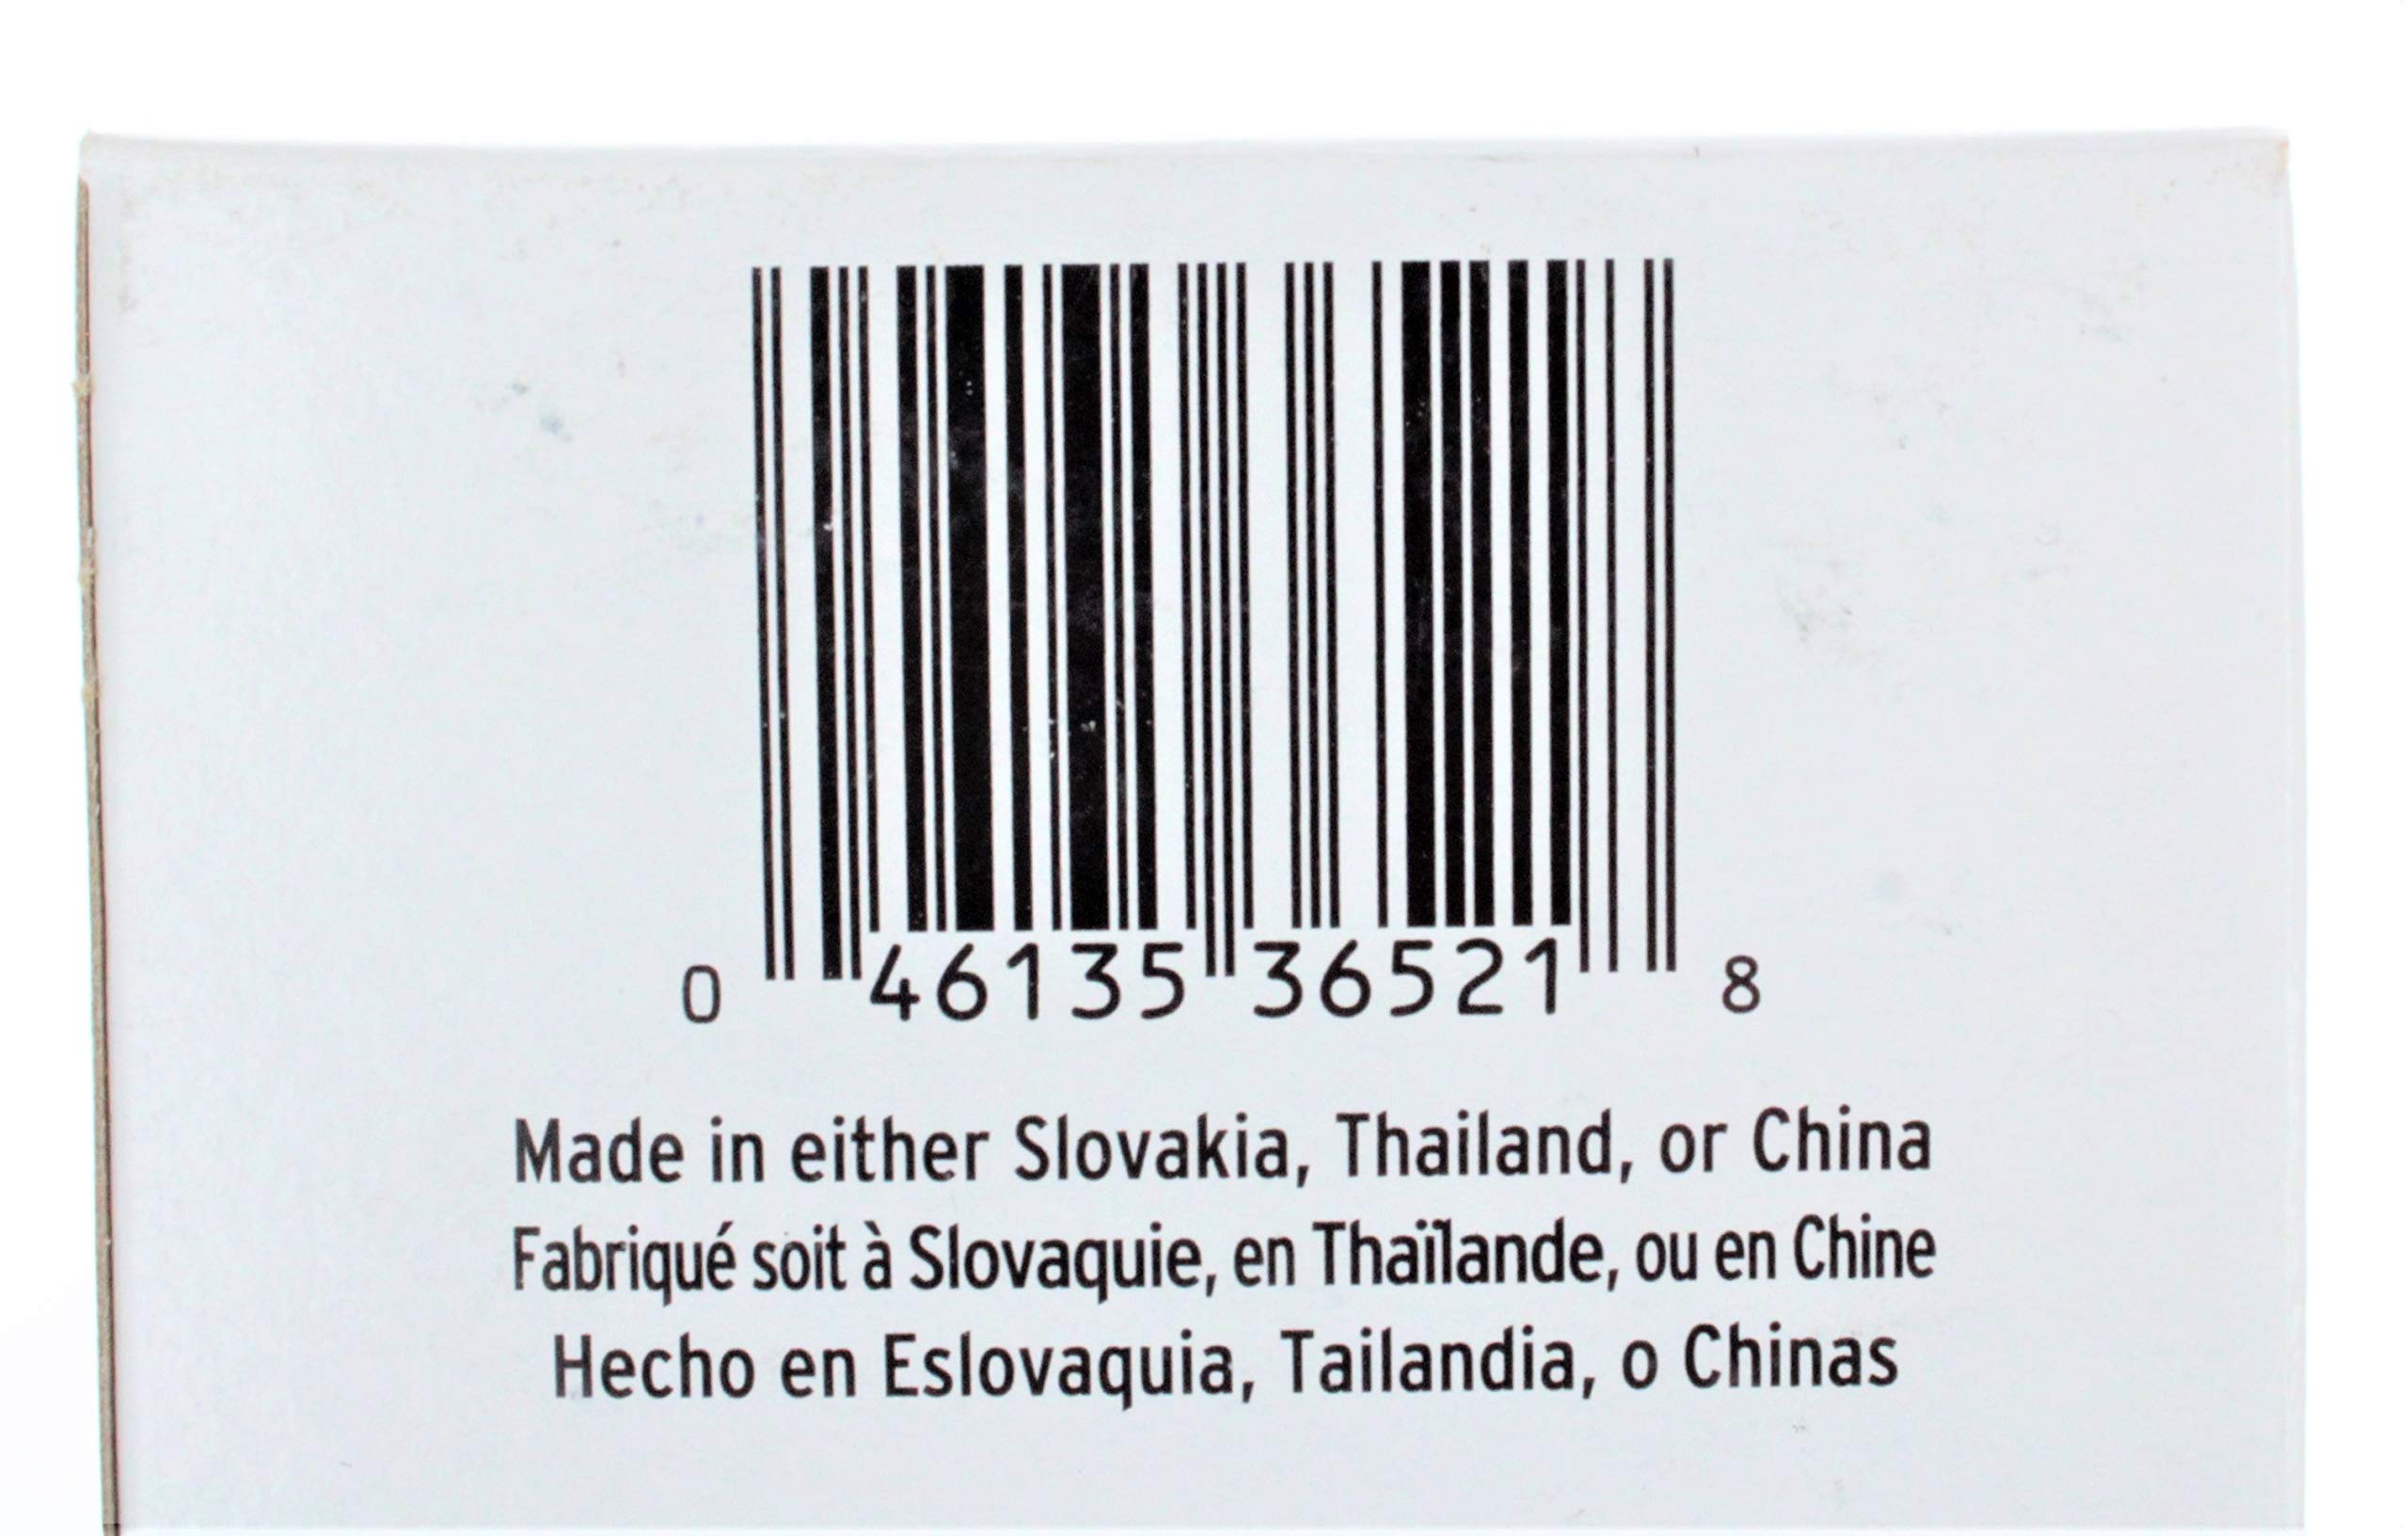 0 46135 36521 8
Made in either Slovakia, Thailand, or China
Fabriqué soit à Slovaquie, en Thaïlande, ou en Chine
Hecho en Eslovaquia, Tailandia, o Chinas